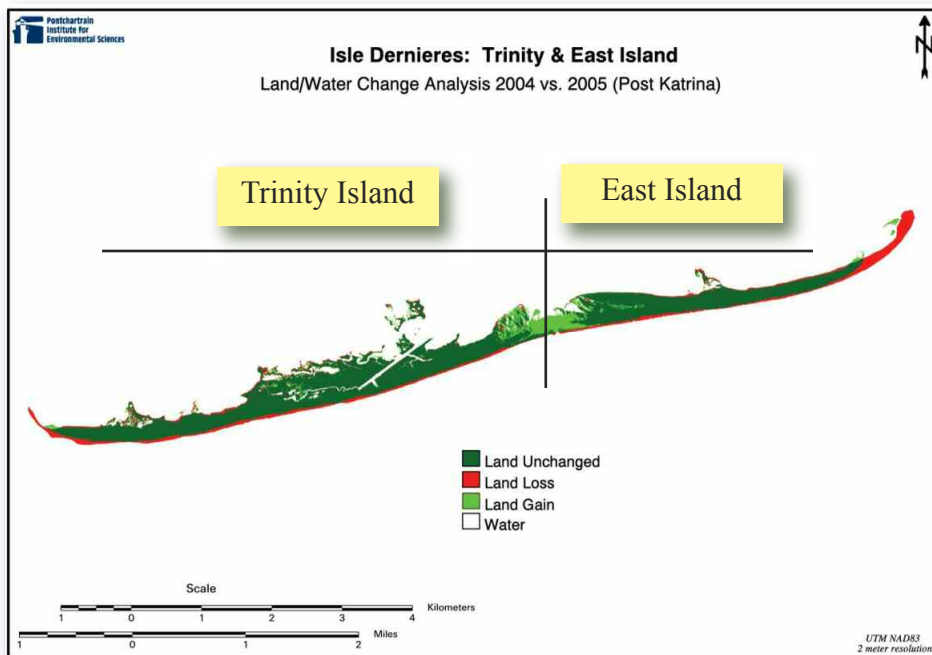 Pontchartrain
Institute for
Environmental Sciences
Isle Dernieres: Trinity & East Island
Land/Water Change Analysis 2004 vs. 2005 (Post Katrina)
N
Trinity Island
East Island
Land Unchanged
Land Loss
Land Gain
Water
Scale
Kilometers
1 0 1 2 3 4
Miles
1 0 1 2
UTM NAD83
2 meter resolution